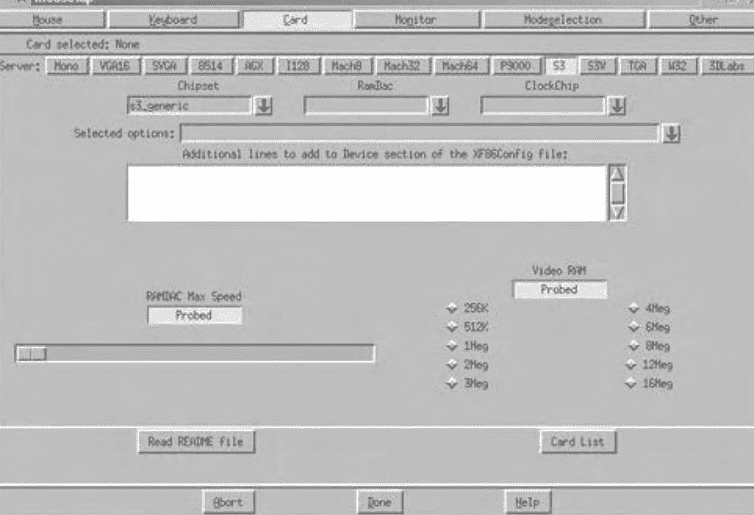 Mouse Keyboard Card Monitor Modeselection Other
Card selected: None
Server: Mono VGA16 SVGA 8514 AGX I128 Mach8 Mach32 Mach64 P9000 S3 S3V TGA W32 3DLabs
Chipset RamDac ClockChip
s3_generic
Selected options:
Additional lines to add to Device section of the XF86Config file:
Video RAM
RAMDAC Max Speed Probed
Probed
256K 4Meg
512K 6Meg
1Meg 8Meg
2Meg 12Meg
3Meg 16Meg
Read README file Card List
Abort Done Help